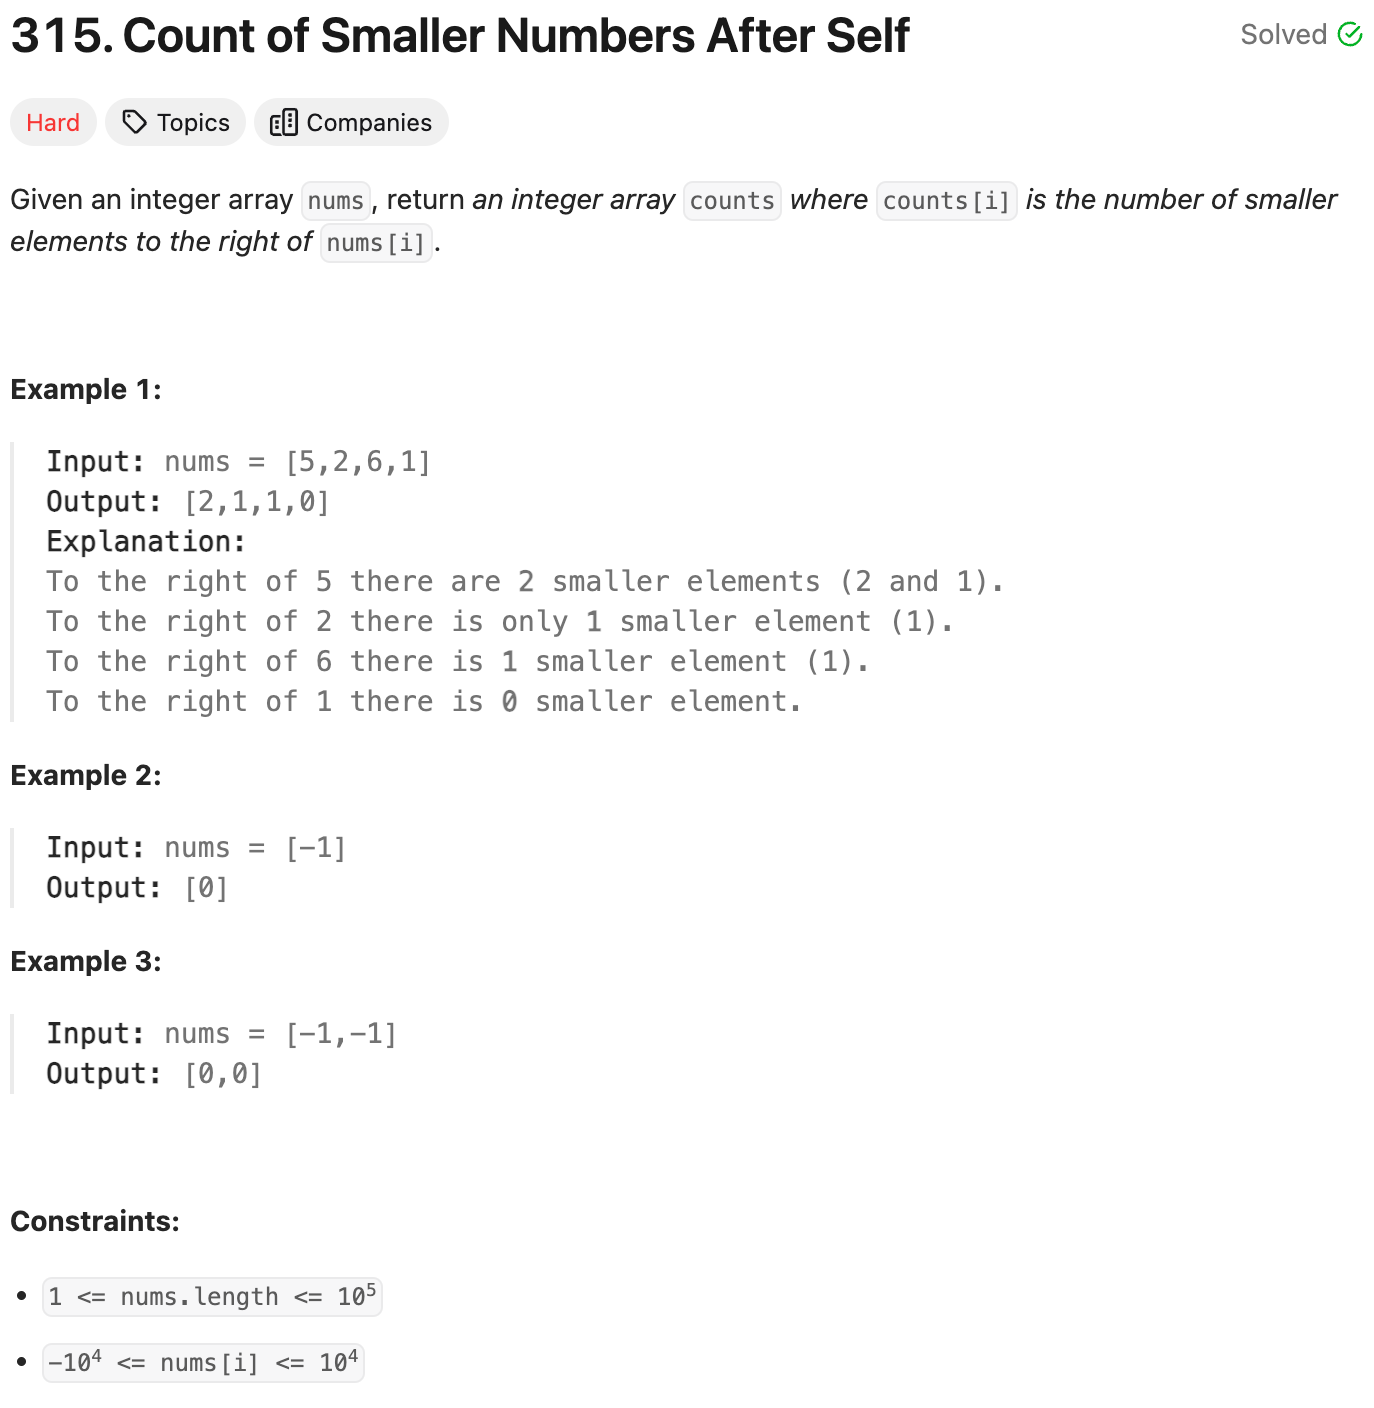 315. Count of Smaller Numbers After Self
Solved
Hard
Topics
Companies
Given an integer array nums, return an integer array counts where counts[i] is the number of smaller
elements to the right of nums[i].
Example 1:
Input: nums = [5,2,6,1]
Output: [2,1,1,0]
Explanation:
To the right of 5 there are 2 smaller elements (2 and 1).
To the right of 2 there is only 1 smaller element (1).
To the right of 6 there is 1 smaller element (1).
To the right of 1 there is 0 smaller element.
Example 2:
Input: nums = [-1]
Output: [0]
Example 3:
Input: nums = [-1,-1]
Output: [0,0]
Constraints:
• 1 <= nums.length <= 10⁵
• -10⁴ <= nums[i] <= 10⁴